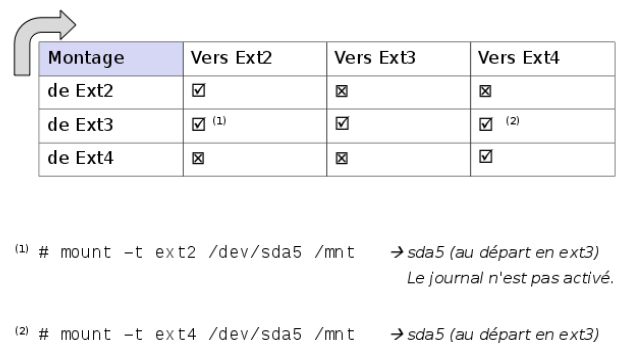 Montage Vers Ext2 Vers Ext3 Vers Ext4
de Ext2 ☑ ☒ ☒
de Ext3 ☑ (1) ☑ ☑ (2)
de Ext4 ☒ ☒ ☑
(1) # mount -t ext2 /dev/sda5 /mnt → sda5 (au départ en ext3)
Le journal n'est pas activé.
(2) # mount -t ext4 /dev/sda5 /mnt → sda5 (au départ en ext3)